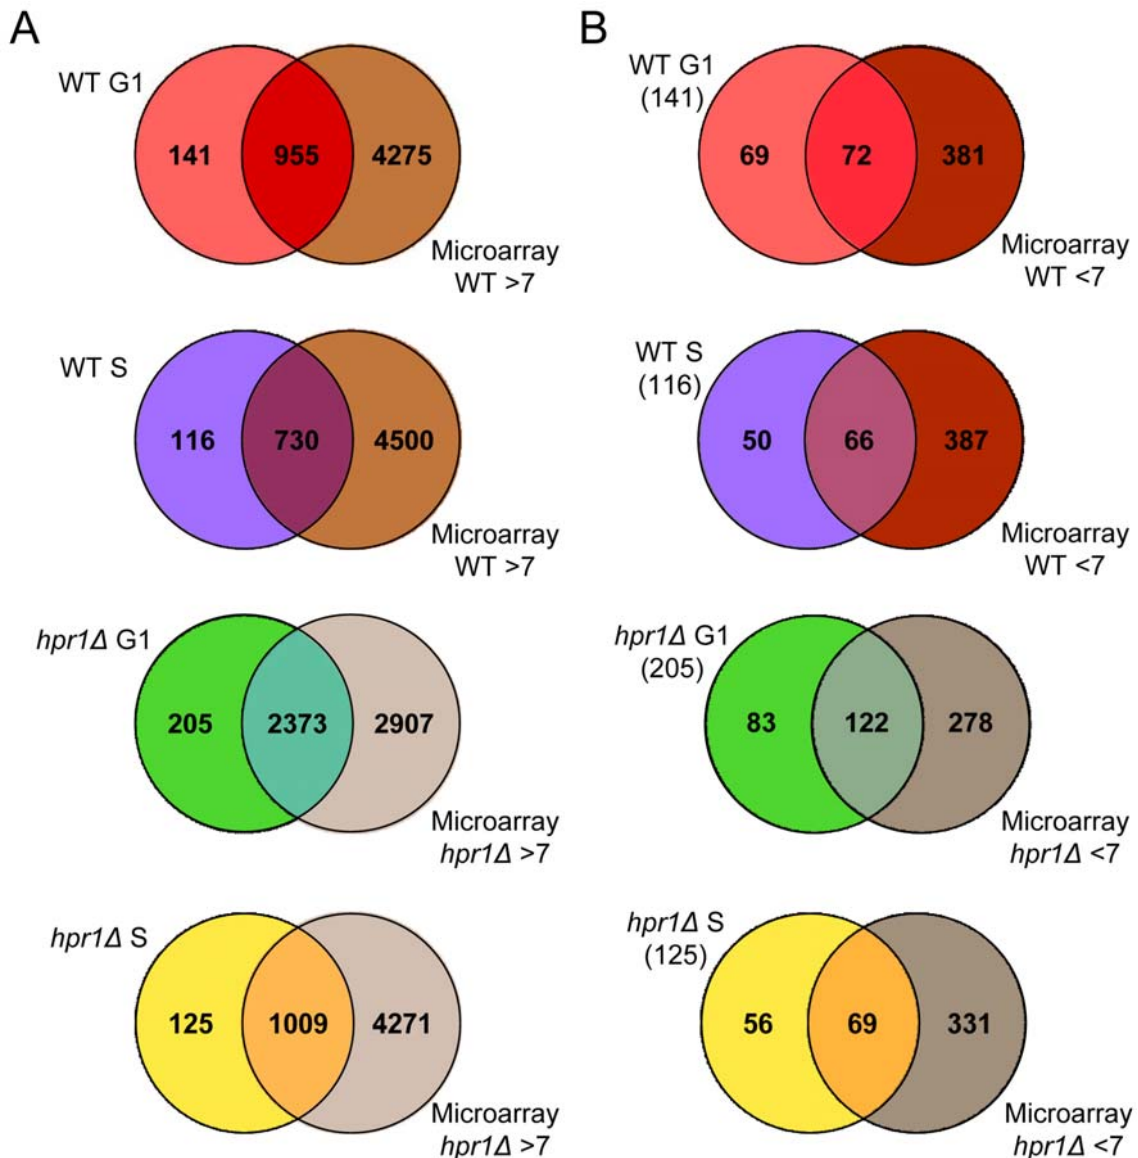 A
WT G1
141
955
4275
Microarray
WT >7
WT S
116
730
4500
Microarray
WT >7
hpr1Δ G1
205
2373
2907
Microarray
hpr1Δ >7
hpr1Δ S
125
1009
4271
Microarray
hpr1Δ >7
B
WT G1
(141)
69
72
381
Microarray
WT <7
WT S
(116)
50
66
387
Microarray
WT <7
hpr1Δ G1
(205)
83
122
278
Microarray
hpr1Δ <7
hpr1Δ S
(125)
56
69
331
Microarray
hpr1Δ <7